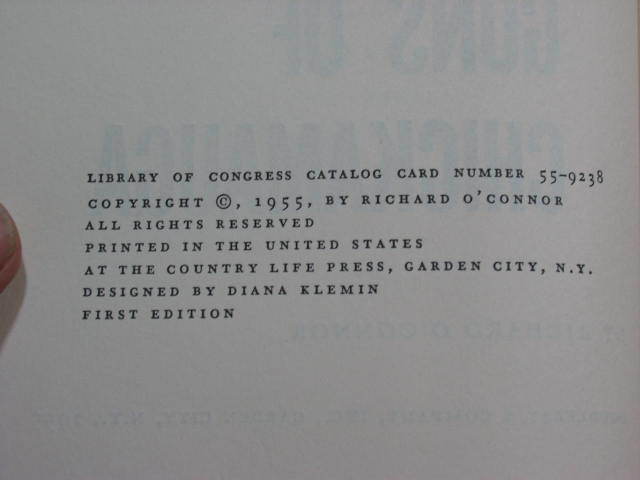 LIBRARY OF CONGRESS CATALOG CARD NUMBER 55-9238
COPYRIGHT ©, 1955, BY RICHARD O'CONNOR
ALL RIGHTS RESERVED
PRINTED IN THE UNITED STATES
AT THE COUNTRY LIFE PRESS, GARDEN CITY, N.Y.
DESIGNED BY DIANA KLEMIN
FIRST EDITION